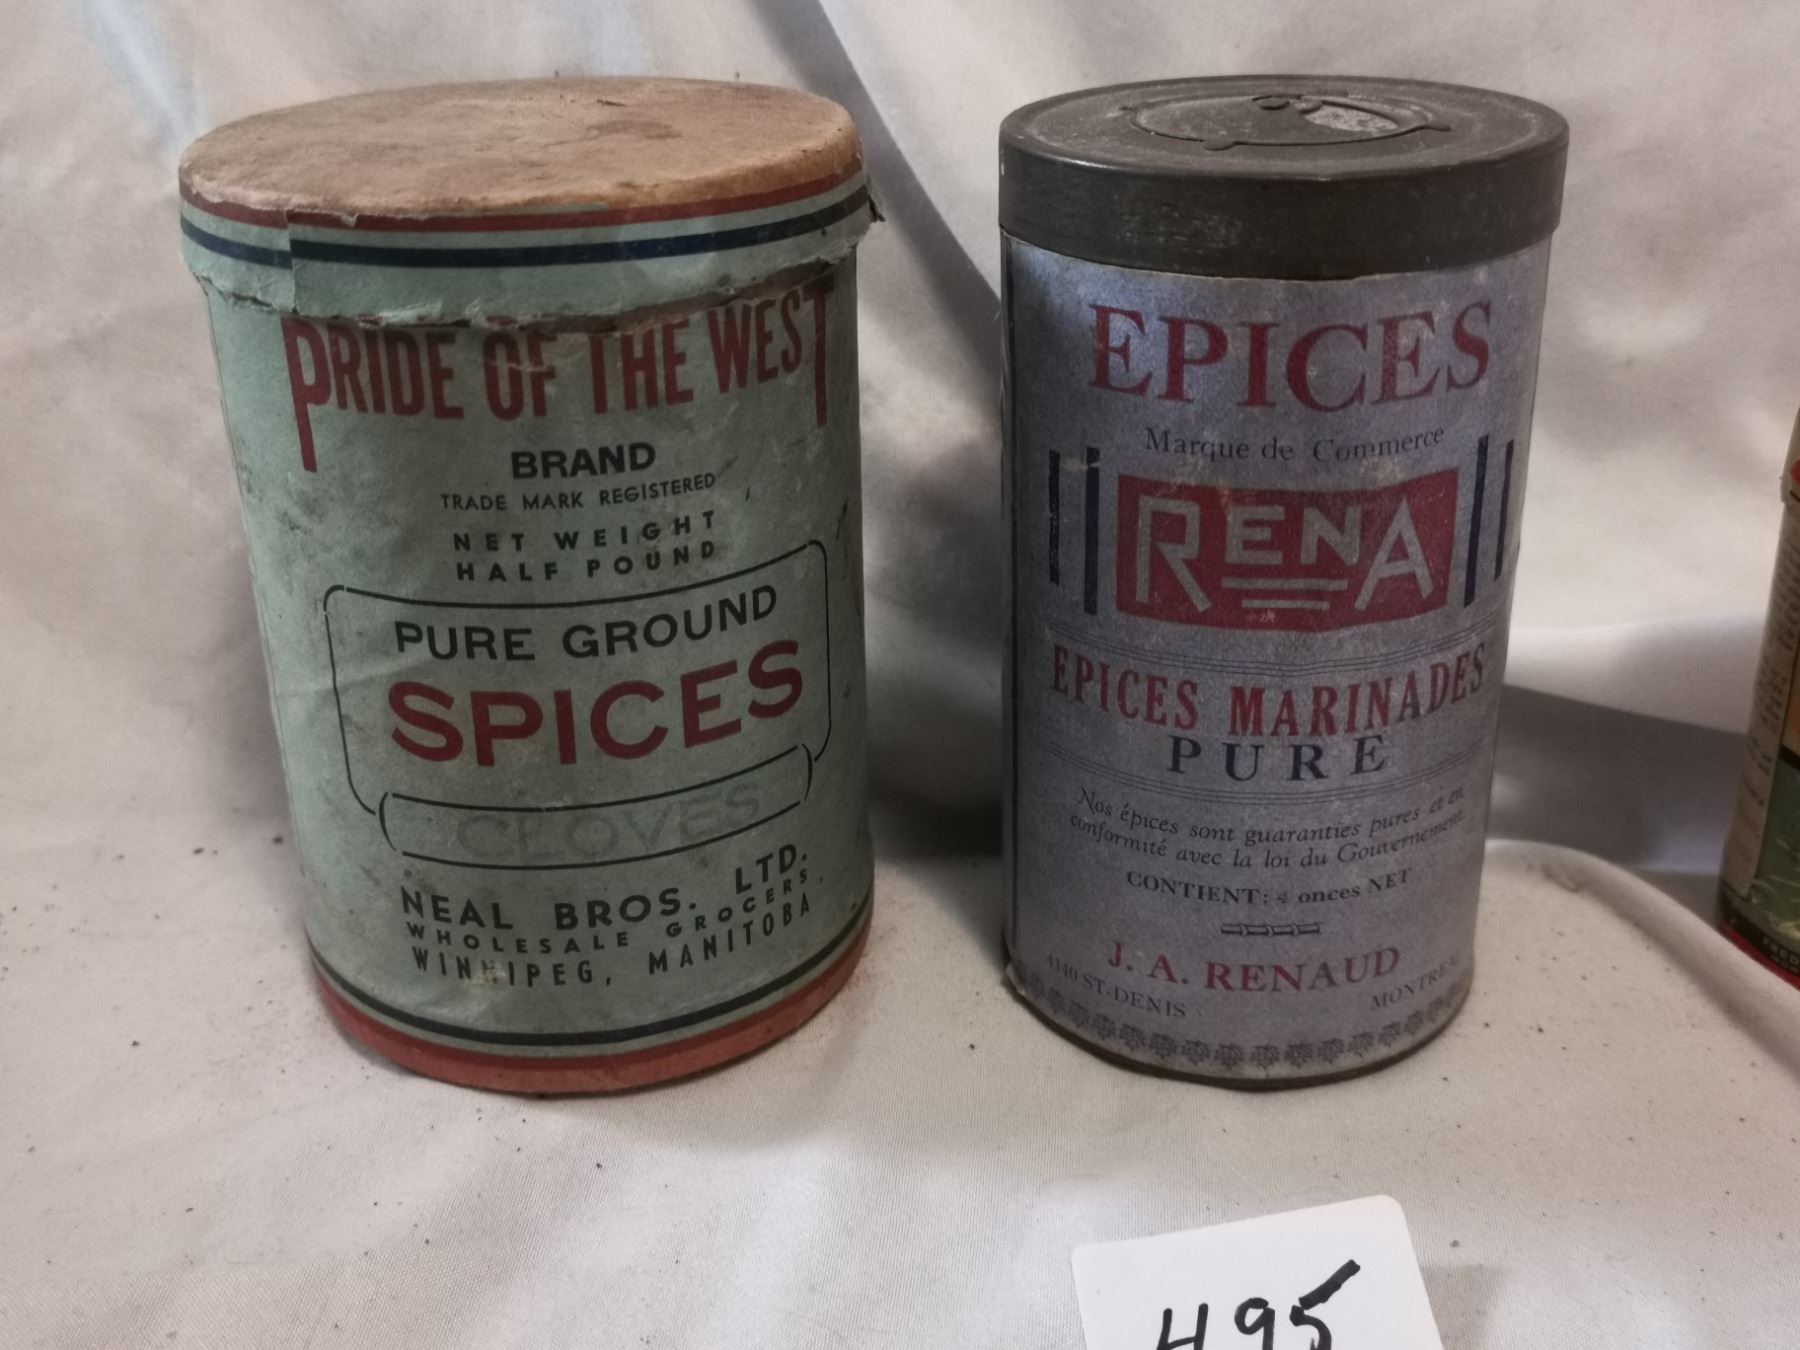 PRIDE OF THE WEST
BRAND
TRADE MARK REGISTERED
NET WEIGHT
HALF POUND
PURE GROUND
SPICES
CLOVES
NEAL BROS. LTD.
WHOLESALE GROCERS,
WINNIPEG, MANITOBA
EPICES
Marque de Commerce
RENA
EPICES MARINADES
PURE
Nos épices sont guaranties pures et en
conformité avec la loi du Gouvernement.
CONTIENT: 4 onces NET
J. A. RENAUD
4140 ST-DENIS MONTREAL
495